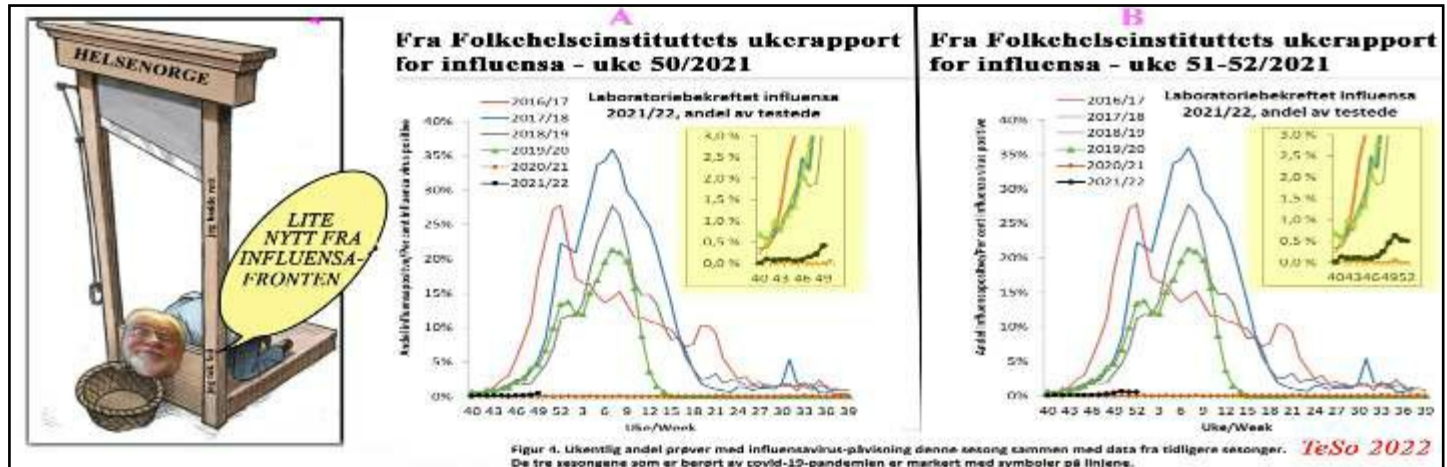 HELSENORGE
LITE
NYTT FRA
INFLUENSA-
FRONTEN
A
Fra Folkehelseinstituttets ukerapport
for influensa - uke 50/2021
Laboratoriebekreftet influensa
2021/22, andel av testede
2016/17
2017/18
2018/19
2019/20
2020/21
2021/22
40%
35%
30%
25%
20%
15%
10%
5%
0%
3,0 %
2,5 %
2,0 %
1,5 %
1,0 %
0,5 %
0,0 %
40 43 46 49
40 43 46 49 52 3 6 9 12 15 18 21 24 27 30 33 36 39
Uke/Week
B
Fra Folkehelseinstituttets ukerapport
for influensa - uke 51-52/2021
Laboratoriebekreftet influensa
2021/22, andel av testede
2016/17
2017/18
2018/19
2019/20
2020/21
2021/22
Andel influensapositive/Percent influensavirus positive
40%
35%
30%
25%
20%
15%
10%
5%
0%
3,0 %
2,5 %
2,0 %
1,5 %
1,0 %
0,5 %
0,0 %
4043464952
40 43 46 49 52 3 6 9 12 15 18 21 24 27 30 33 36 39
Uke/Week
Figur 4. Ukentlig andel prøver med influensavirus-påvisning denne sesong sammen med data fra tidligere sesonger.
De tre sesongene som er berørt av covid-19-pandemien er markert med symboler på linjene.
TeSo 2022